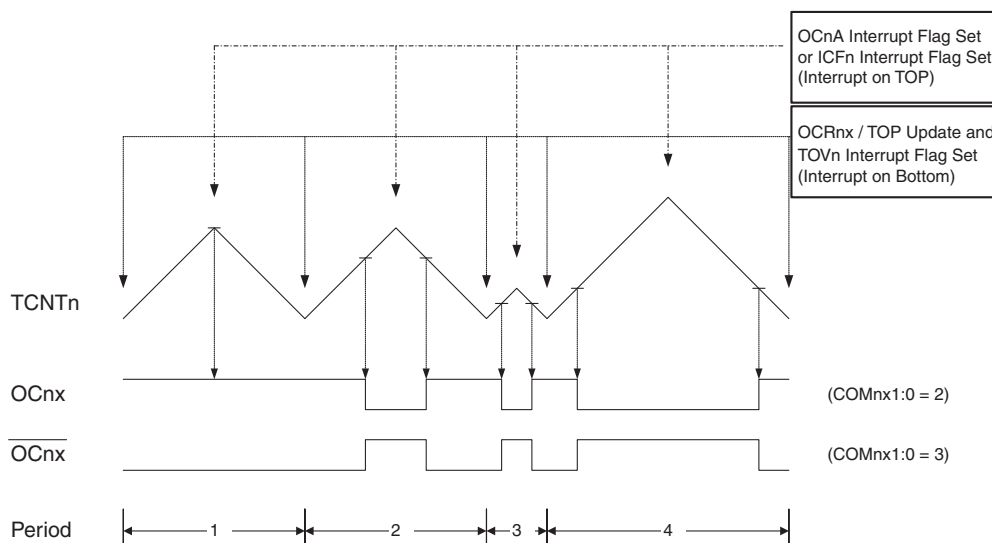 OCnA Interrupt Flag Set
or ICFn Interrupt Flag Set
(Interrupt on TOP)
OCRnx / TOP Update and
TOVn Interrupt Flag Set
(Interrupt on Bottom)
TCNTn
OCnx
(COMnx1:0 = 2)
OCnx
(COMnx1:0 = 3)
Period
1
2
3
4